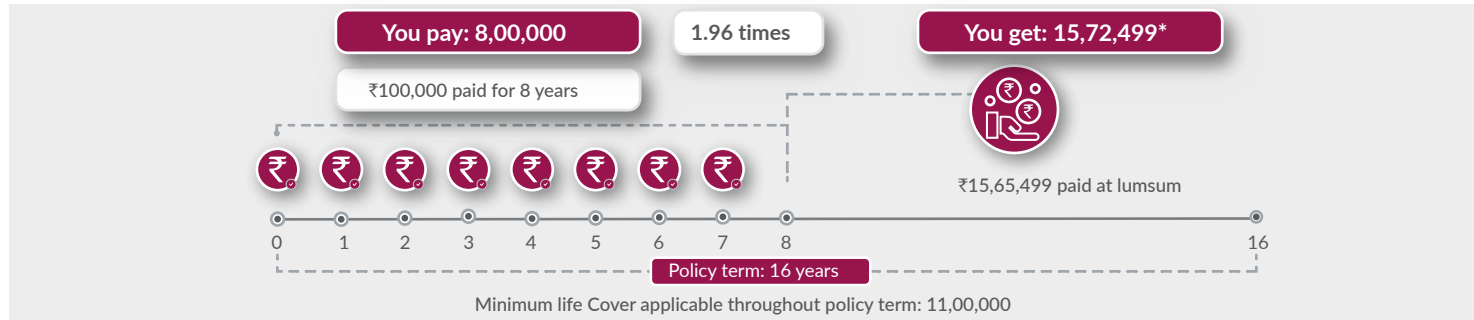 You pay: 8,00,000
1.96 times
You get: 15,72,499*
₹100,000 paid for 8 years
₹15,65,499 paid at lumsum
0 1 2 3 4 5 6 7 8 16
Policy term: 16 years
Minimum life Cover applicable throughout policy term: 11,00,000